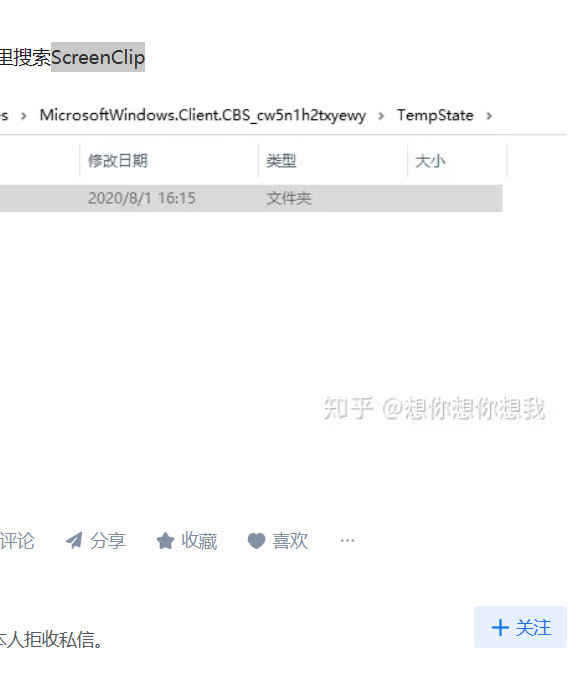 里搜索ScreenClip
s › MicrosoftWindows.Client.CBS_cw5n1h2txyewy › TempState ›
修改日期 类型 大小
2020/8/1 16:15 文件夹
知乎 @想你想你想我
评论 分享 收藏 喜欢 ···
本人拒收私信。
+ 关注